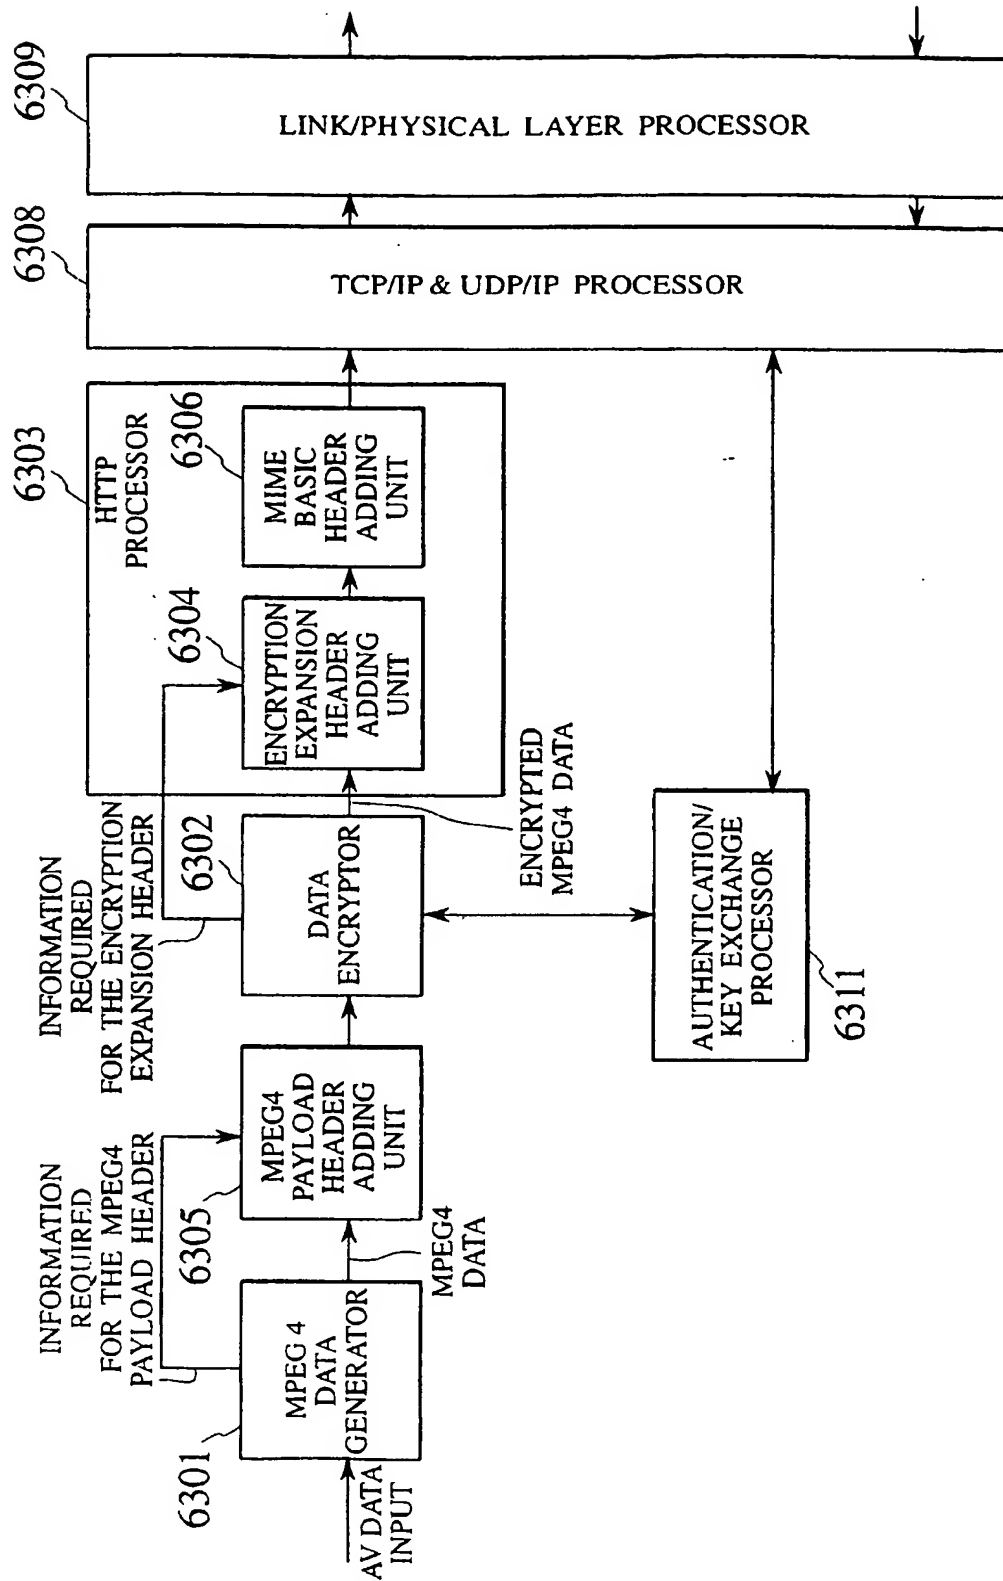 AV DATA
INPUT
6301
MPEG 4
DATA
GENERATOR
INFORMATION
REQUIRED
FOR THE MPEG4
PAYLOAD HEADER
MPEG4
DATA
6305
MPEG4
PAYLOAD
HEADER
ADDING
UNIT
INFORMATION
REQUIRED
FOR THE ENCRYPTION
EXPANSION HEADER
6302
DATA
ENCRYPTOR
ENCRYPTED
MPEG4 DATA
6303
HTTP
PROCESSOR
6304
ENCRYPTION
EXPANSION
HEADER
ADDING
UNIT
6306
MIME
BASIC
HEADER
ADDING
UNIT
6308
TCP/IP & UDP/IP PROCESSOR
6309
LINK/PHYSICAL LAYER PROCESSOR
AUTHENTICATION/
KEY EXCHANGE
PROCESSOR
6311